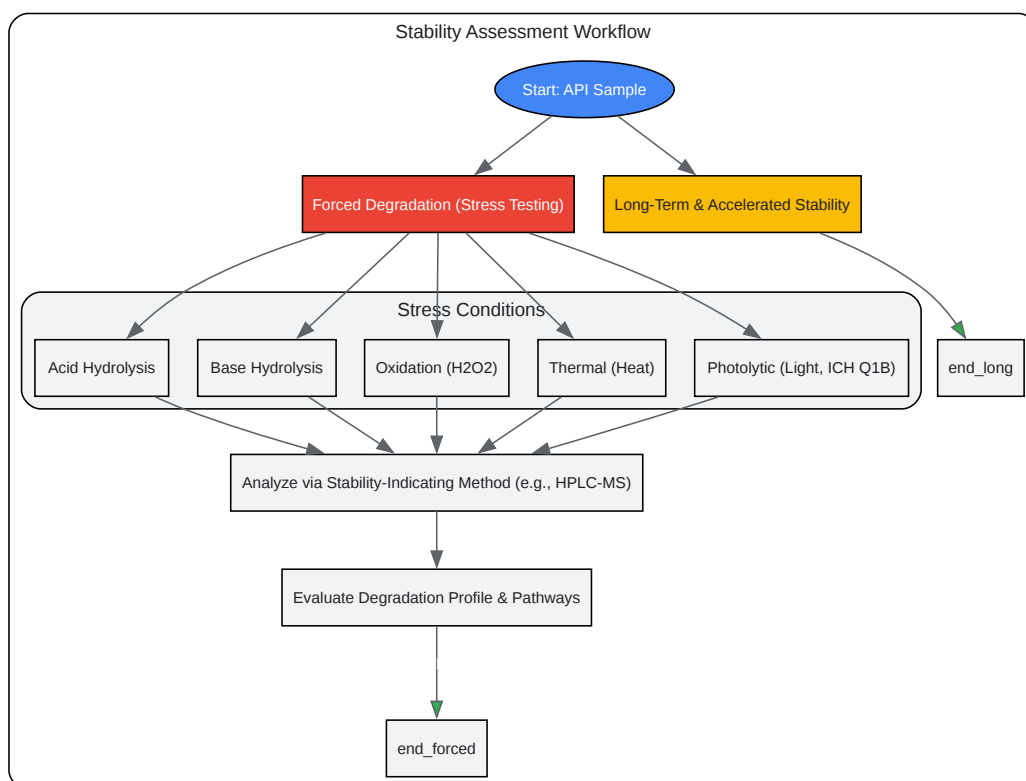 Stability Assessment Workflow
Start: API Sample
Forced Degradation (Stress Testing)
Long-Term & Accelerated Stability
Stress Conditions
Acid Hydrolysis
Base Hydrolysis
Oxidation (H2O2)
Thermal (Heat)
Photolytic (Light, ICH Q1B)
end_long
Analyze via Stability-Indicating Method (e.g., HPLC-MS)
Evaluate Degradation Profile & Pathways
end_forced